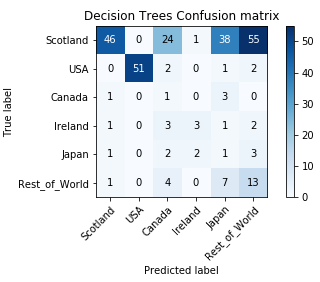 Decision Trees Confusion matrix
True label
Scotland 46 0 24 1 38 55
USA 0 51 2 0 1 2
Canada 1 0 1 0 3 0
Ireland 1 0 3 3 1 2
Japan 1 0 2 2 1 3
Rest_of_World 1 0 4 0 7 13
Scotland USA Canada Ireland Japan Rest_of_World
Predicted label
50
40
30
20
10
0